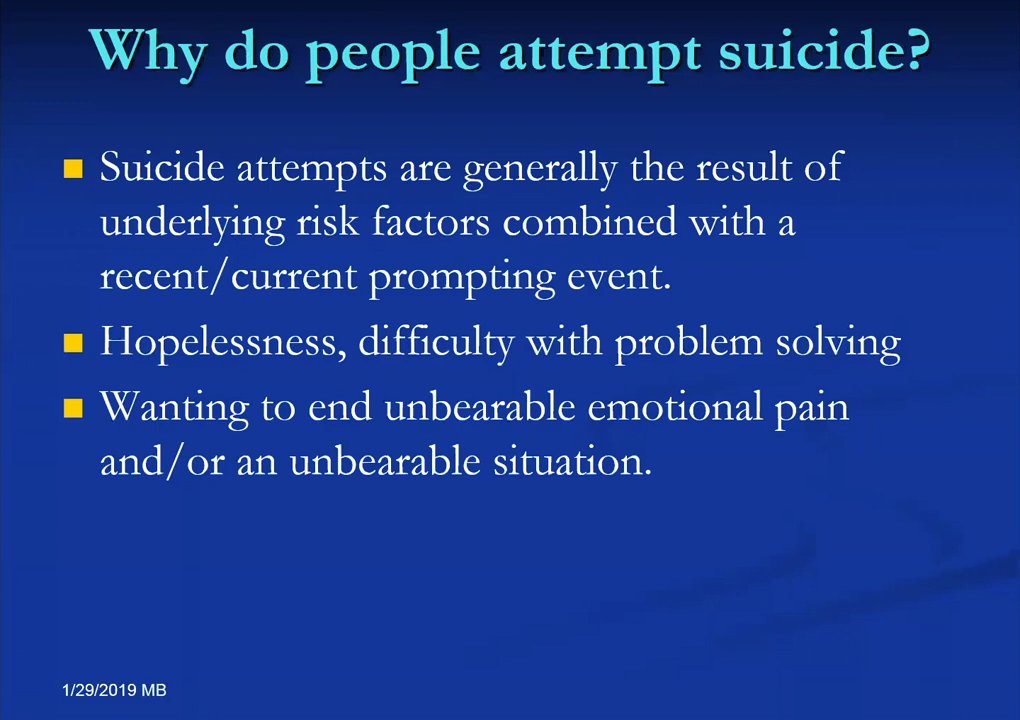 Why do people attempt suicide?
Suicide attempts are generally the result of
underlying risk factors combined with a
recent/current prompting event.
Hopelessness, difficulty with problem solving
Wanting to end unbearable emotional pain
and/or an unbearable situation.
1/29/2019 MB